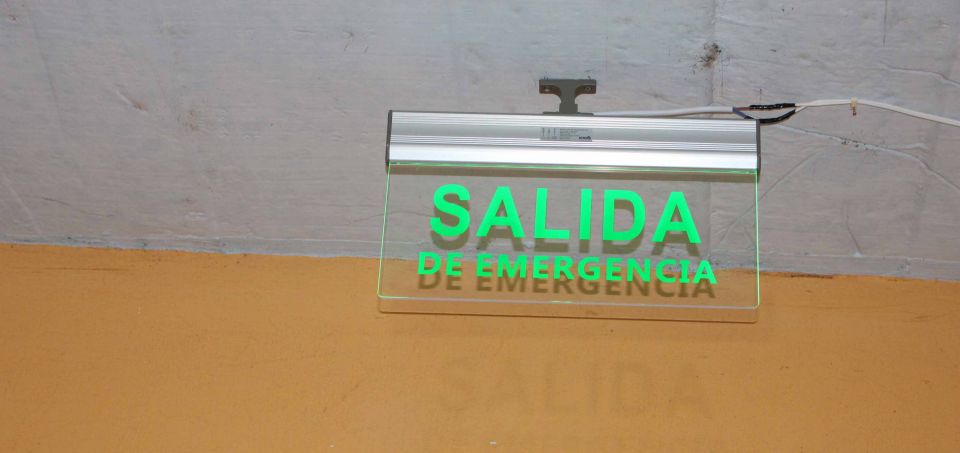 SALIDA
DE EMERGENCIA